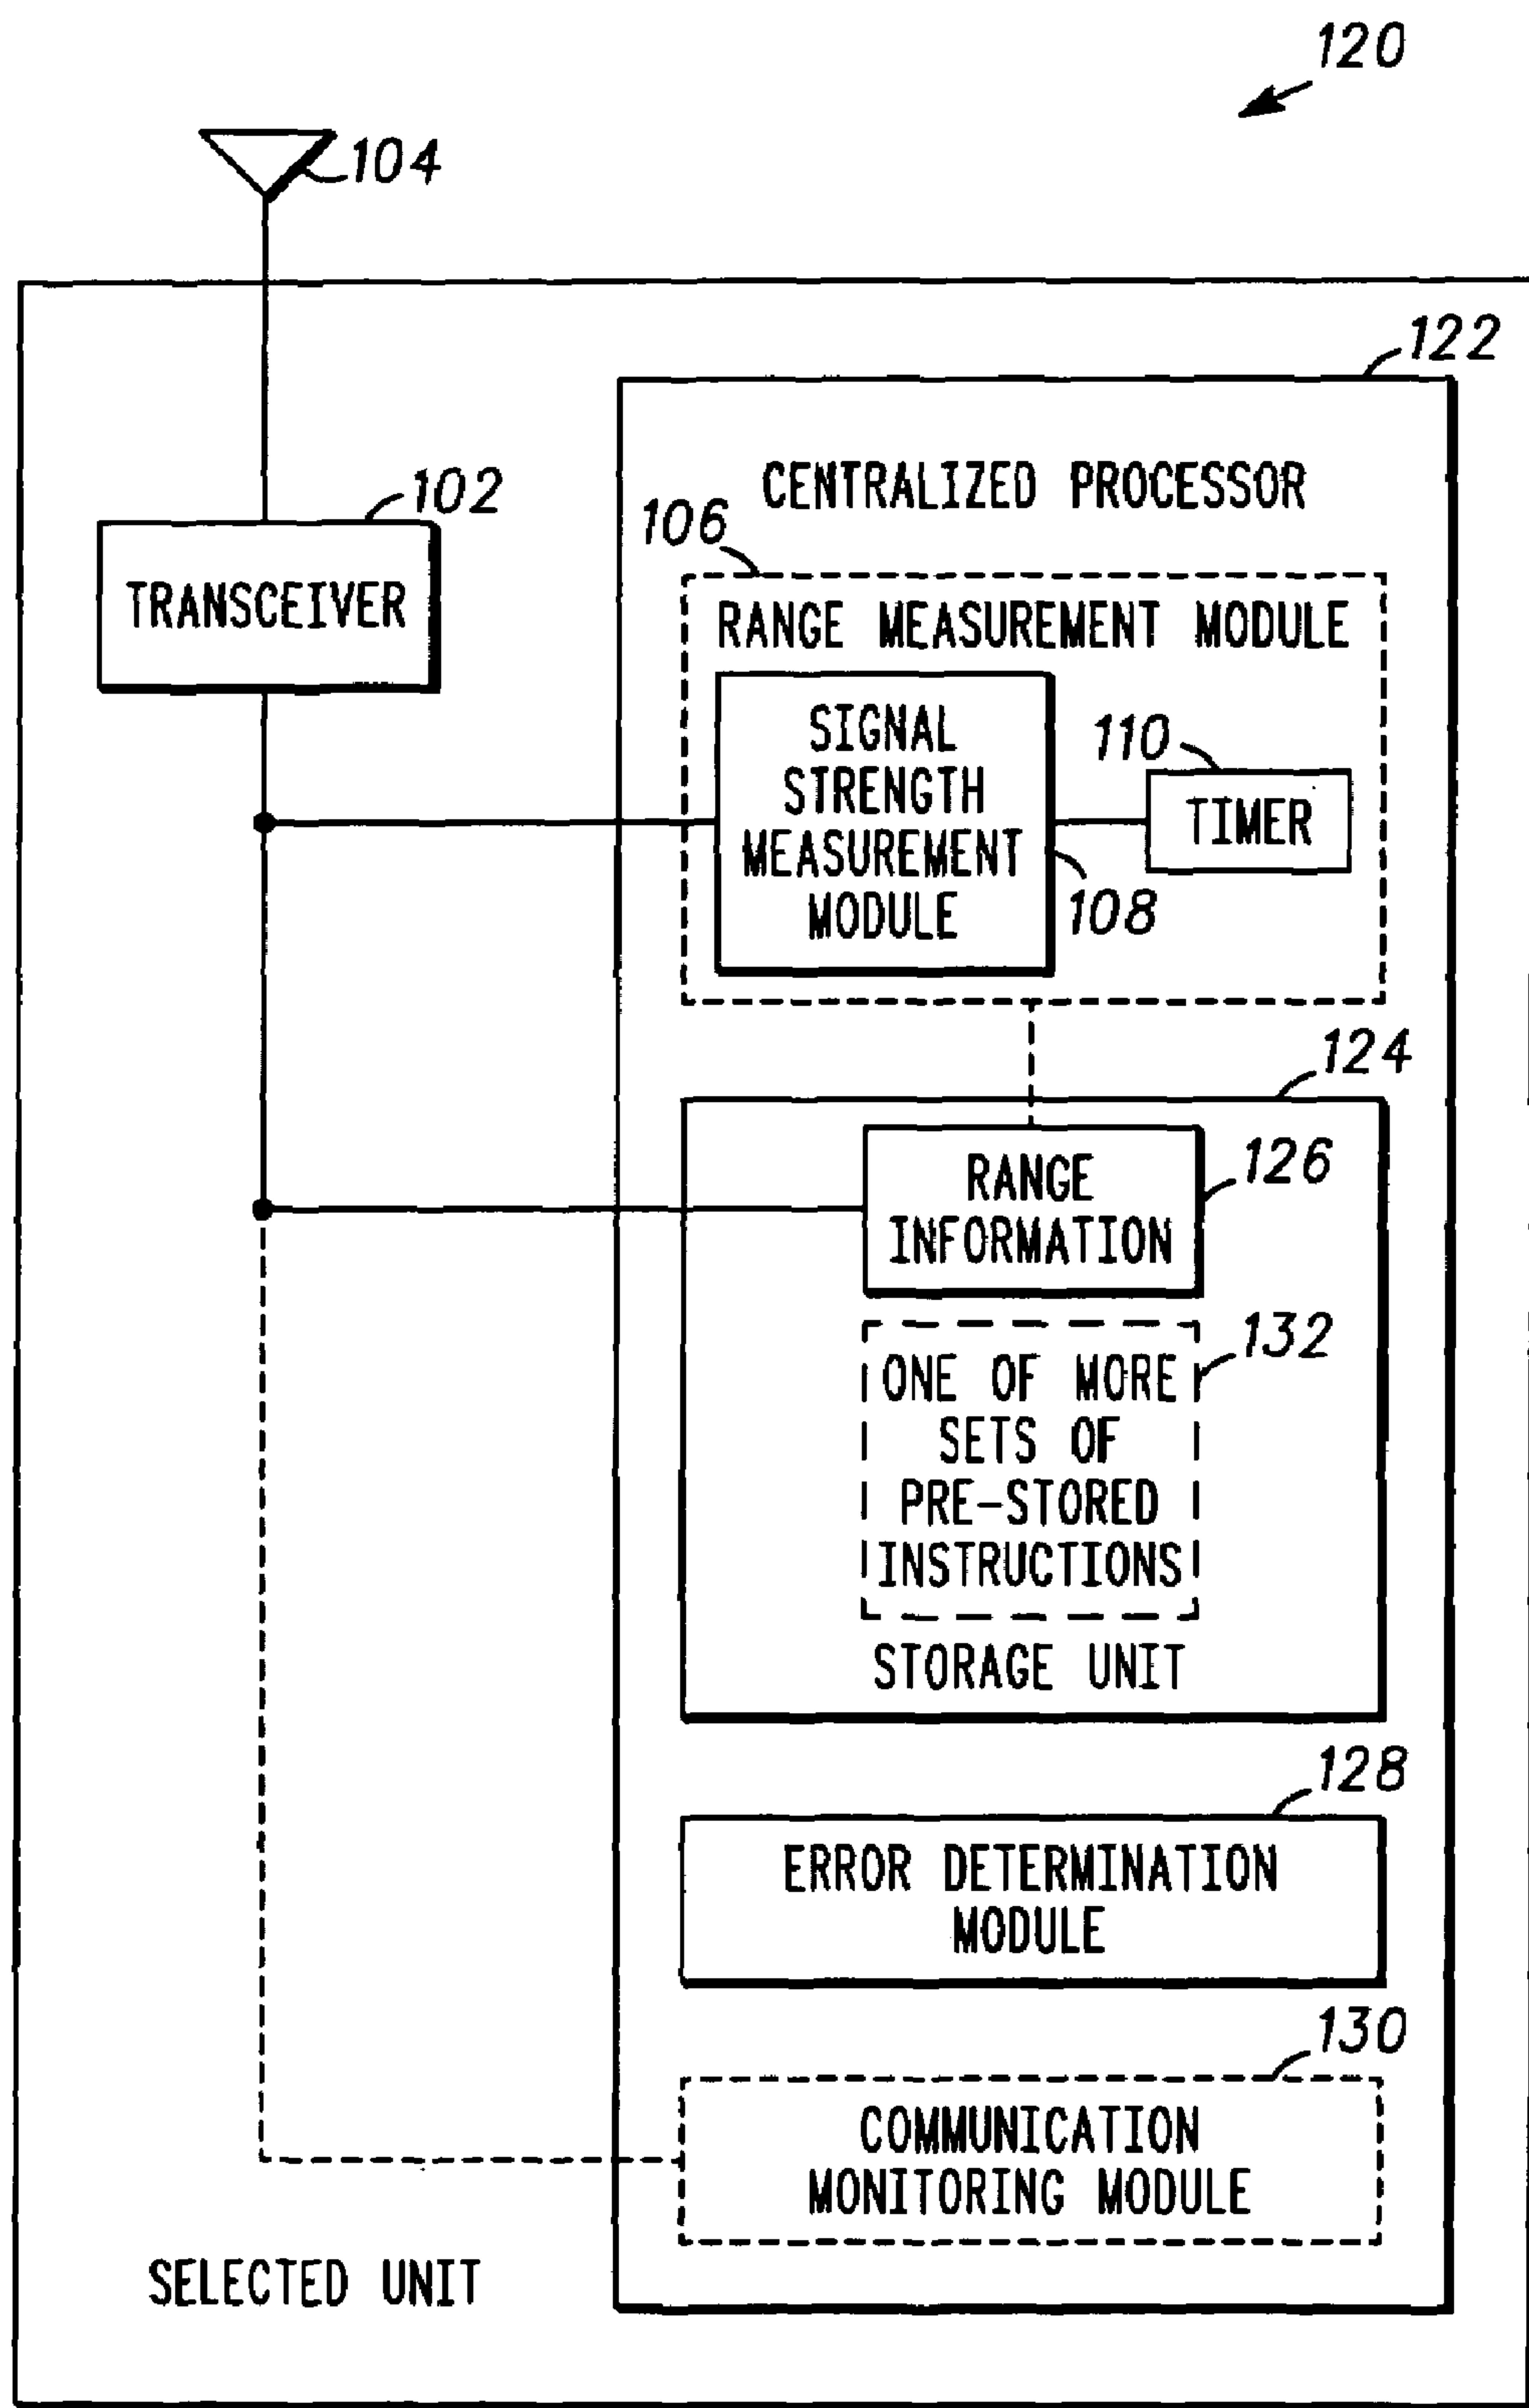 120
104
122
102
CENTRALIZED PROCESSOR
106
TRANSCEIVER
RANGE MEASUREMENT MODULE
SIGNAL
STRENGTH
MEASUREMENT
MODULE
110
TIMER
108
124
RANGE
INFORMATION
126
132
ONE OF MORE
SETS OF
PRE-STORED
INSTRUCTIONS
STORAGE UNIT
128
ERROR DETERMINATION
MODULE
130
COMMUNICATION
MONITORING MODULE
SELECTED UNIT